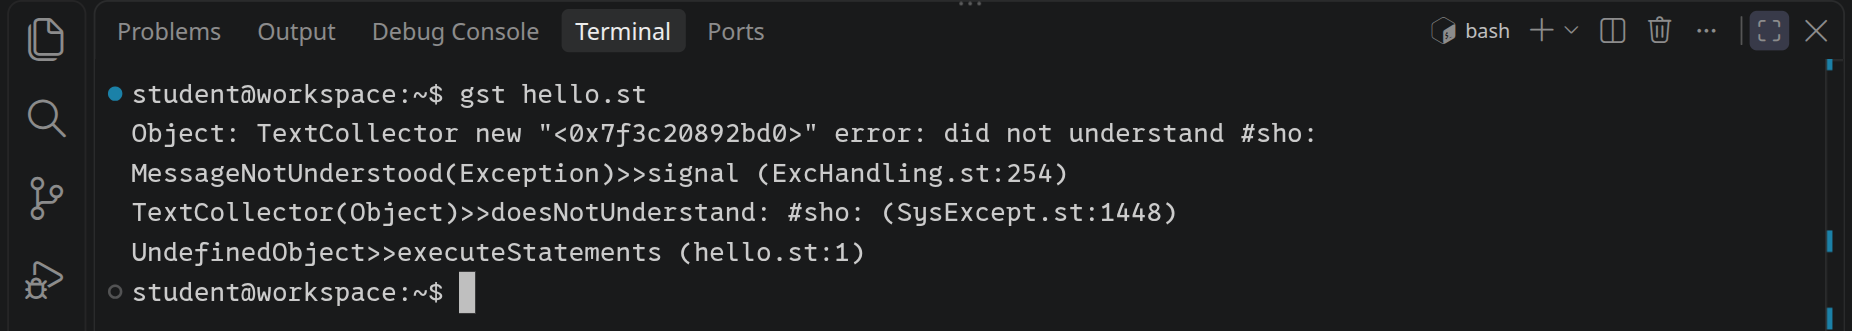 Problems Output Debug Console Terminal Ports bash
student@workspace:~$ gst hello.st
Object: TextCollector new "<0x7f3c20892bd0>" error: did not understand #sho:
MessageNotUnderstood(Exception)>>signal (ExcHandling.st:254)
TextCollector(Object)>>doesNotUnderstand: #sho: (SysExcept.st:1448)
UndefinedObject>>executeStatements (hello.st:1)
student@workspace:~$